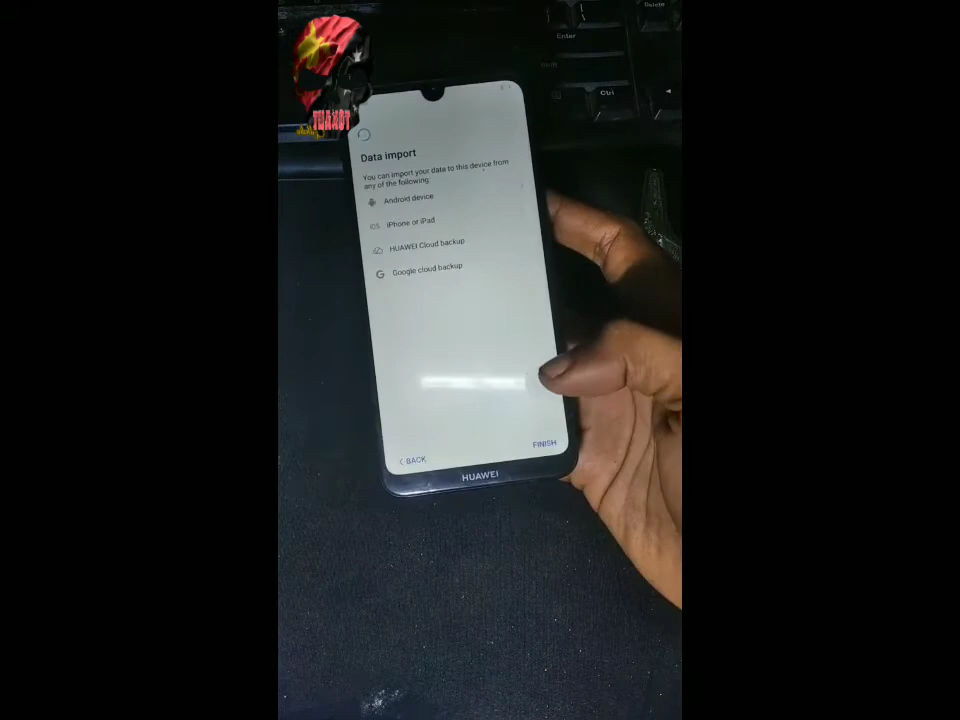 Delete
Enter
Shift
Ctrl
THANOT
Data import
You can import your data to this device from
any of the following:
Android device
iOS
iPhone or iPad
HUAWEI Cloud backup
G
Google cloud backup
BACK
FINISH
HUAWEI